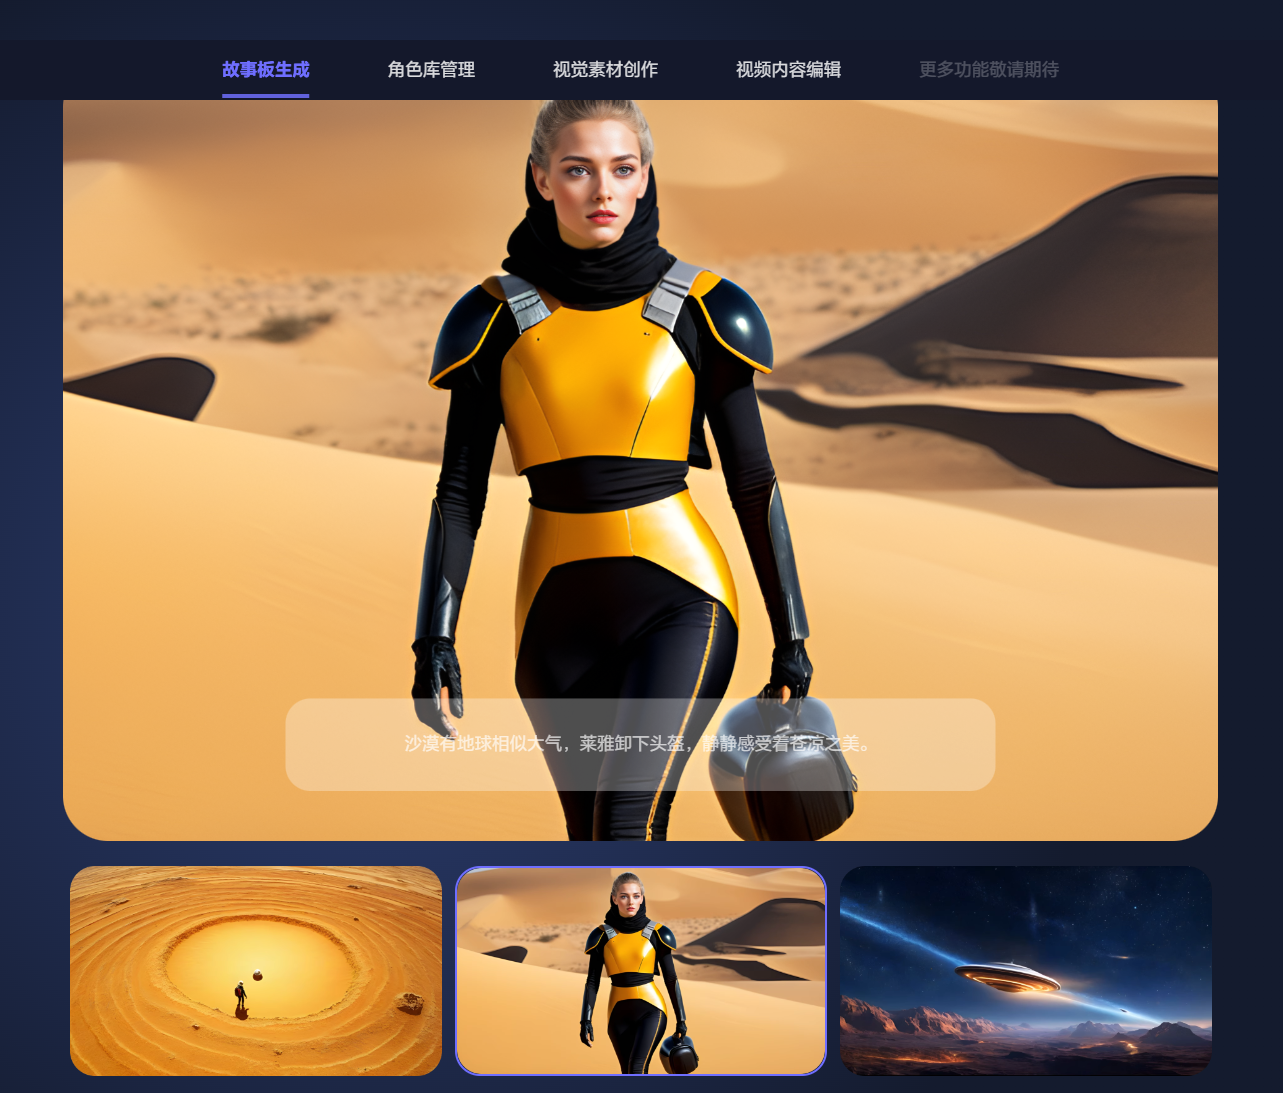 故事板生成
角色库管理
视觉素材创作
视频内容编辑
更多功能敬请期待
沙漠有地球相似大气，莱雅卸下头盔，静静感受着苍凉之美。